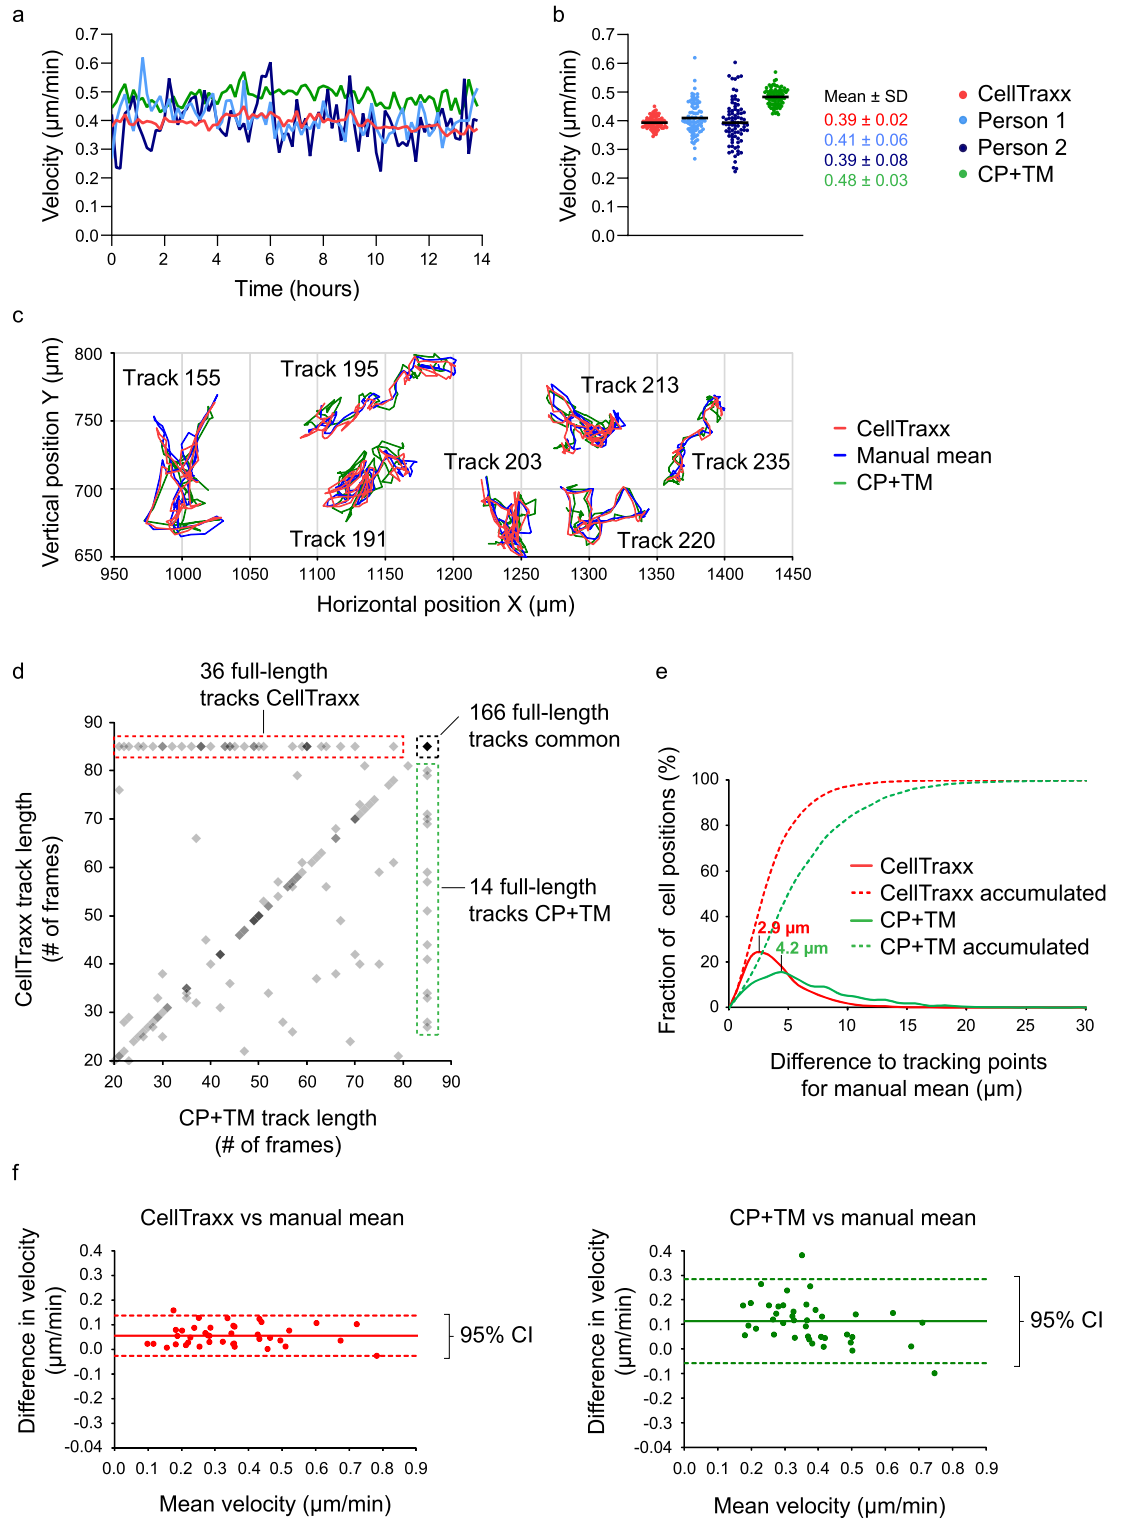 a
0.7
0.6
0.5
0.4
0.3
0.2
0.1
0.0
Velocity (µm/min)
0 2 4 6 8 10 12 14
Time (hours)
b
0.7
0.6
0.5
0.4
0.3
0.2
0.1
0.0
Velocity (µm/min)
Mean ± SD
0.39 ± 0.02
0.41 ± 0.06
0.39 ± 0.08
0.48 ± 0.03
CellTraxx
Person 1
Person 2
CP+TM
c
800
750
700
650
Vertical position Y (µm)
Track 155
Track 195
Track 213
Track 203
Track 235
Track 191
Track 220
950 1000 1050 1100 1150 1200 1250 1300 1350 1400 1450
Horizontal position X (µm)
CellTraxx
Manual mean
CP+TM
d
36 full-length
tracks CellTraxx
166 full-length
tracks common
14 full-length
tracks CP+TM
90
80
70
60
50
40
30
20
CellTraxx track length
(# of frames)
20 30 40 50 60 70 80 90
CP+TM track length
(# of frames)
e
100
80
60
40
20
0
Fraction of cell positions (%)
CellTraxx
CellTraxx accumulated
CP+TM
CP+TM accumulated
2.9 µm
4.2 µm
0 5 10 15 20 25 30
Difference to tracking points
for manual mean (µm)
f
CellTraxx vs manual mean
0.4
0.3
0.2
0.1
0.0
-0.1
-0.2
-0.3
-0.04
Difference in velocity
(µm/min)
95% CI
0.0 0.1 0.2 0.3 0.4 0.5 0.6 0.7 0.8 0.9
Mean velocity (µm/min)
CP+TM vs manual mean
0.4
0.3
0.2
0.1
0.0
-0.1
-0.2
-0.3
-0.04
Difference in velocity
(µm/min)
95% CI
0.0 0.1 0.2 0.3 0.4 0.5 0.6 0.7 0.8 0.9
Mean velocity (µm/min)